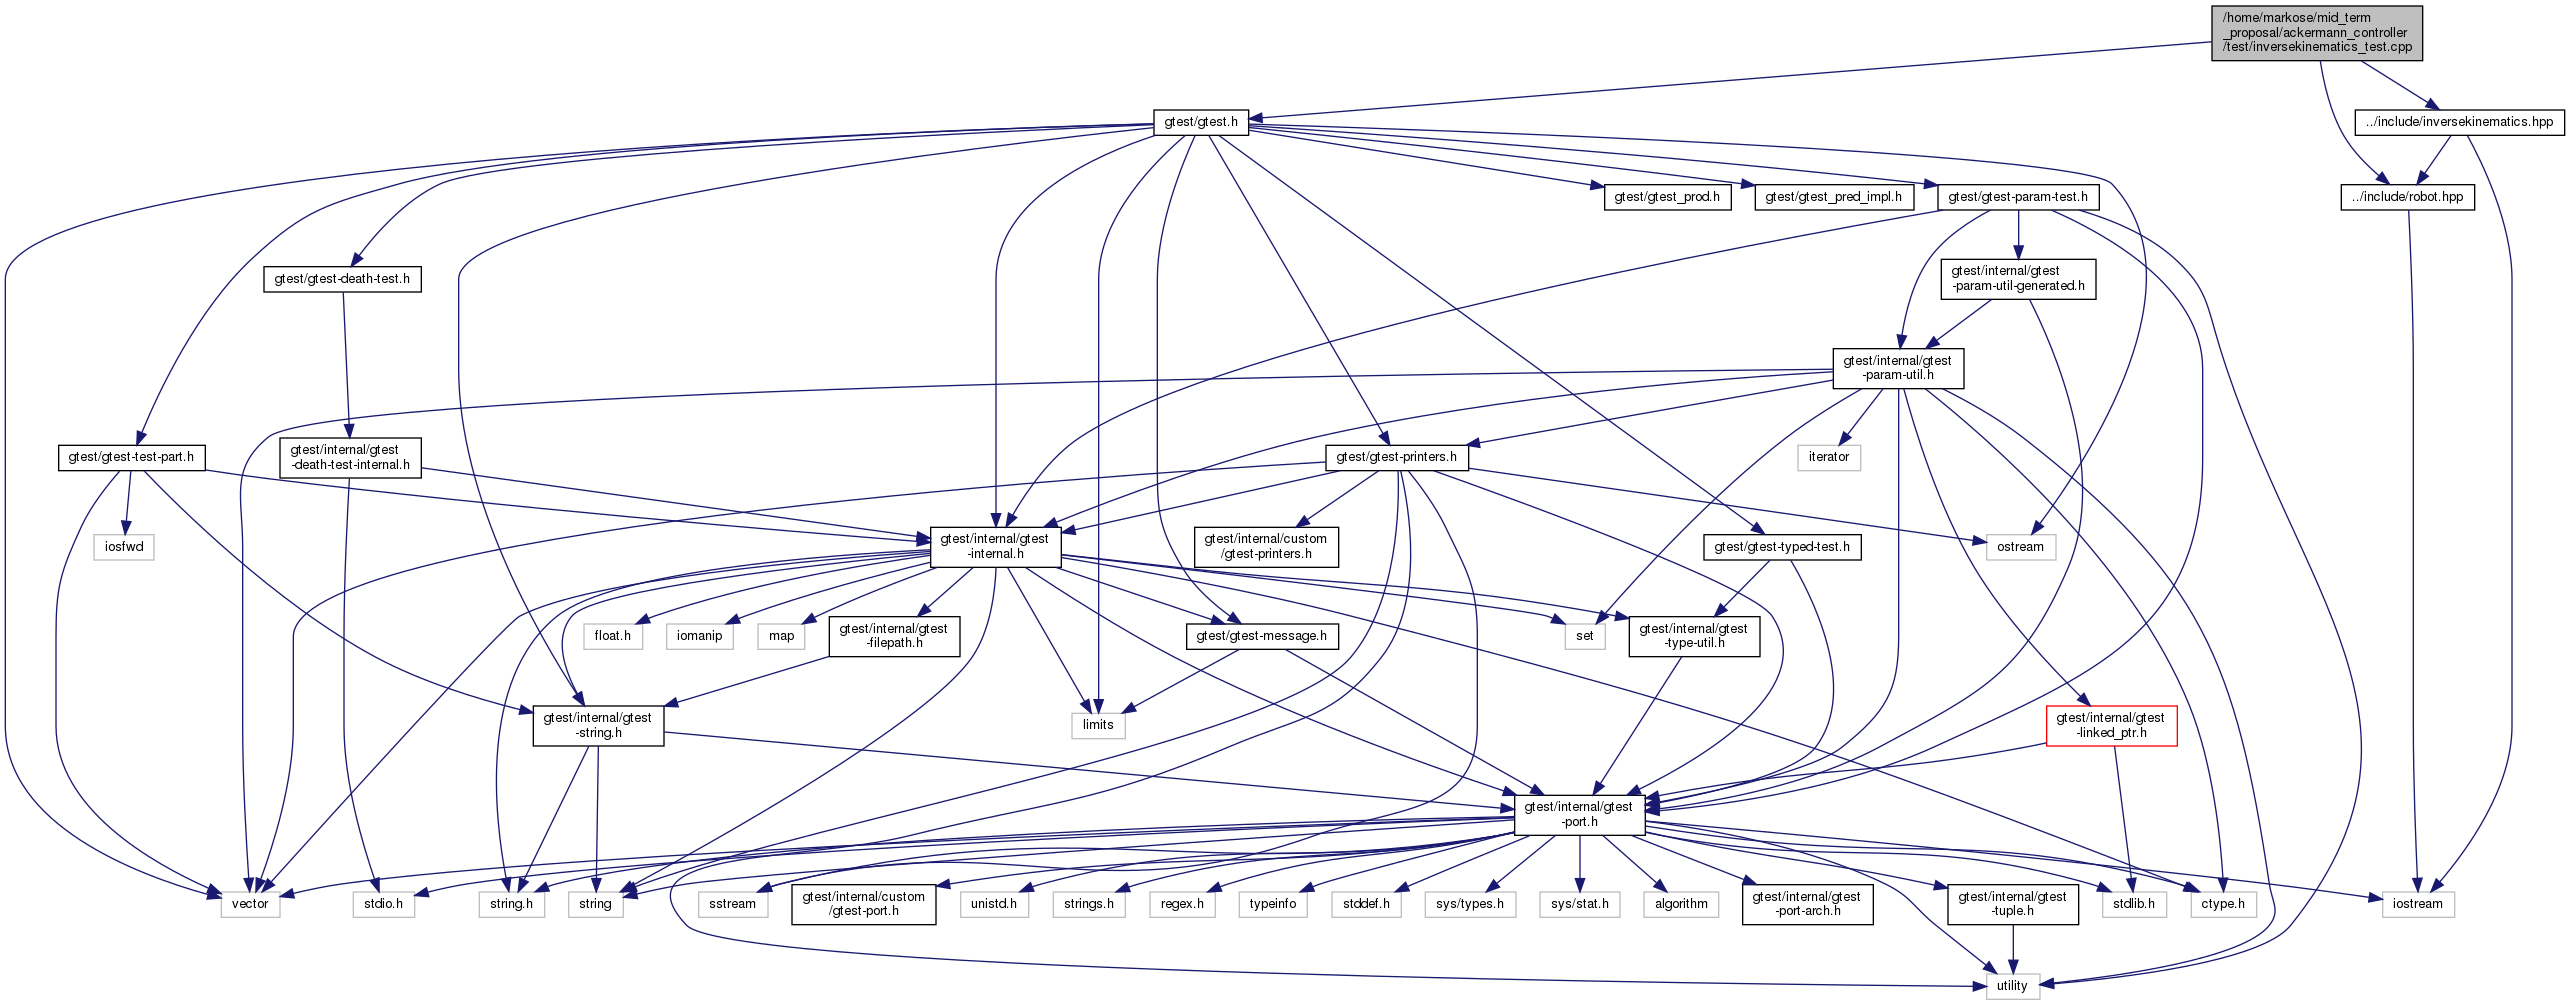 /home/markose/mid_term
_proposal/ackermann_controller
/test/inversekinematics_test.cpp
gtest/gtest.h
../include/inversekinematics.hpp
gtest/gtest_prod.h
gtest/gtest_pred_impl.h
gtest/gtest-param-test.h
../include/robot.hpp
gtest/gtest-death-test.h
gtest/internal/gtest
-param-util-generated.h
gtest/internal/gtest
-param-util.h
gtest/gtest-test-part.h
gtest/internal/gtest
-death-test-internal.h
gtest/gtest-printers.h
iterator
iosfwd
gtest/internal/gtest
-internal.h
gtest/internal/custom
/gtest-printers.h
gtest/gtest-typed-test.h
ostream
float.h
iomanip
map
gtest/internal/gtest
-filepath.h
gtest/gtest-message.h
set
gtest/internal/gtest
-type-util.h
gtest/internal/gtest
-string.h
limits
gtest/internal/gtest
-linked_ptr.h
gtest/internal/gtest
-port.h
vector
stdio.h
string.h
string
sstream
gtest/internal/custom
/gtest-port.h
unistd.h
strings.h
regex.h
typeinfo
stddef.h
sys/types.h
sys/stat.h
algorithm
gtest/internal/gtest
-port-arch.h
gtest/internal/gtest
-tuple.h
stdlib.h
ctype.h
iostream
utility